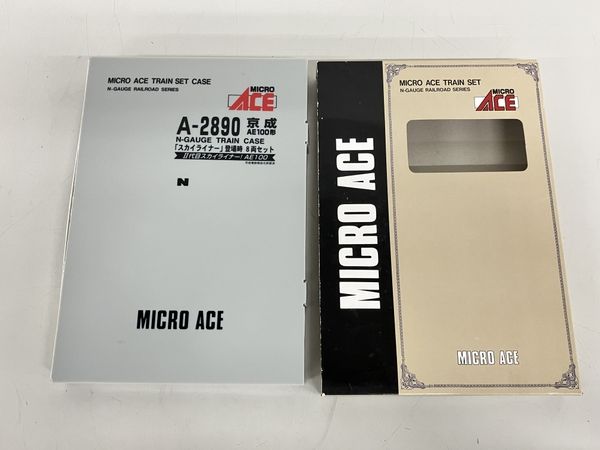 MICRO ACE TRAIN SET CASE
N-GAUGE RAILROAD SERIES
MICRO
ACE
A-2890 京成
AE100形
N-GAUGE TRAIN CASE
「スカイライナー」登場時 8両セット
II代目スカイライナー! AE100
N
MICRO ACE
MICRO ACE
MICRO ACE TRAIN SET
N-GAUGE RAILROAD SERIES
MICRO
ACE
MICRO ACE